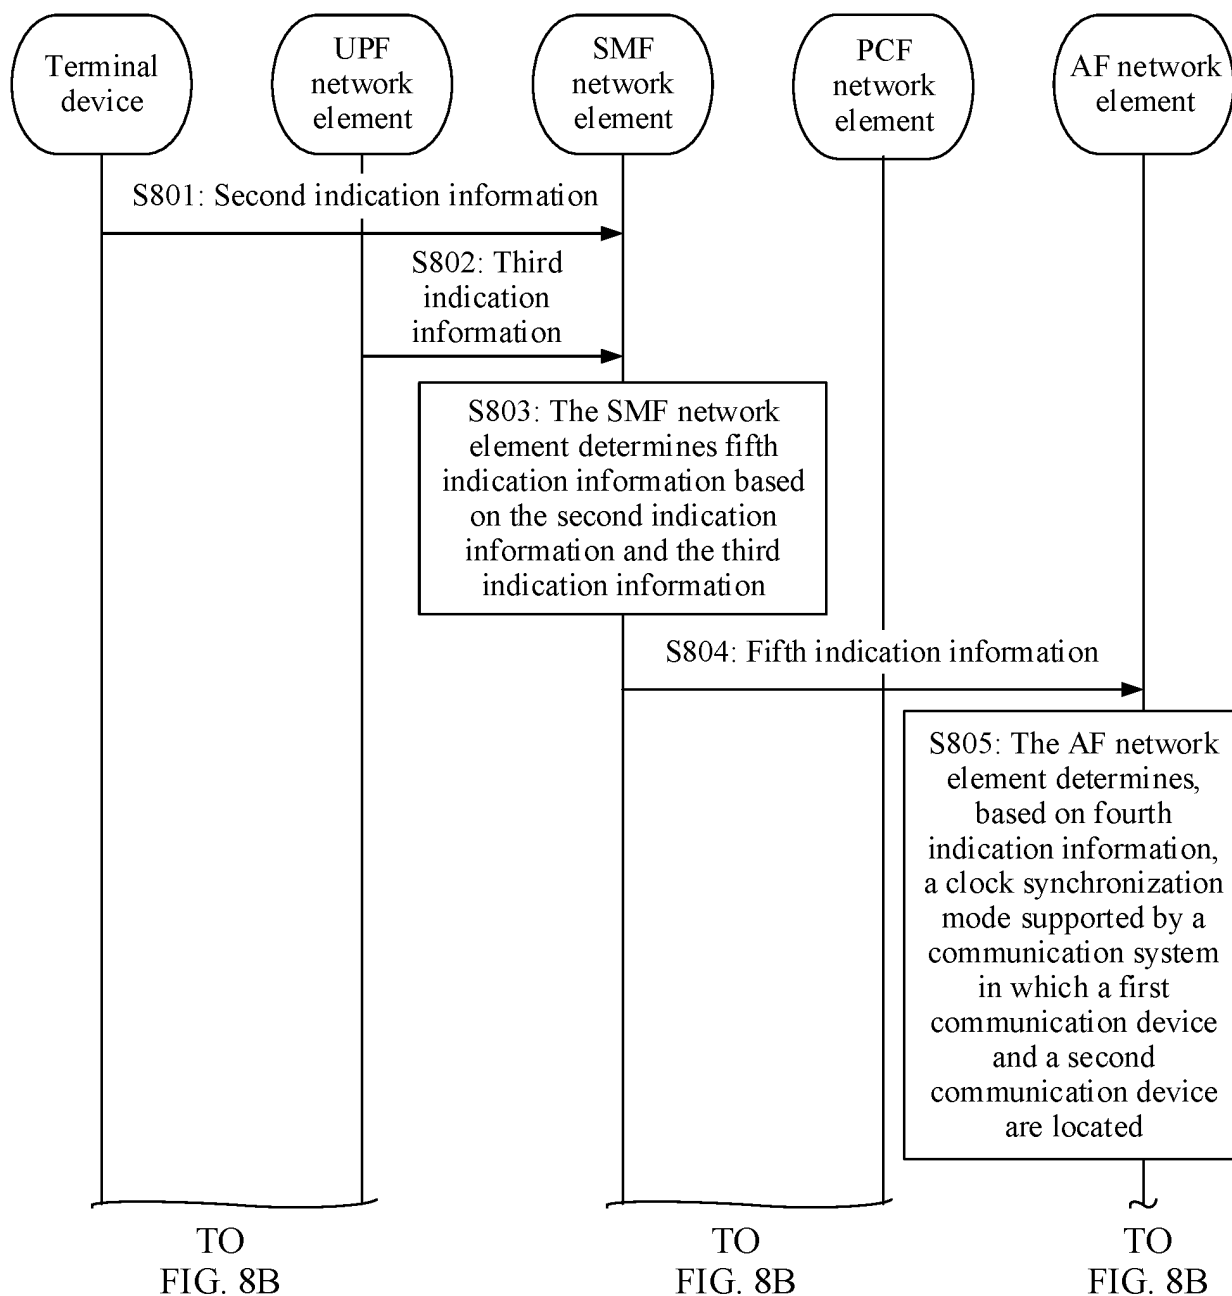 Terminal
device
UPF
network
element
SMF
network
element
PCF
network
element
AF network
element
S801: Second indication information
S802: Third
indication
information
S803: The SMF network
element determines fifth
indication information based
on the second indication
information and the third
indication information
S804: Fifth indication information
S805: The AF network
element determines,
based on fourth
indication information,
a clock synchronization
mode supported by a
communication system
in which a first
communication device
and a second
communication device
are located
TO
FIG. 8B
TO
FIG. 8B
TO
FIG. 8B